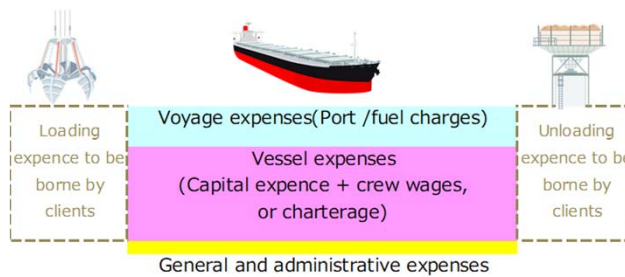 Loading
expence to be
borne by
clients
Voyage expenses(Port /fuel charges)
Vessel expenses
(Capital expence + crew wages,
or charterage)
General and administrative expenses
Unloading
expence to be
borne by
clients